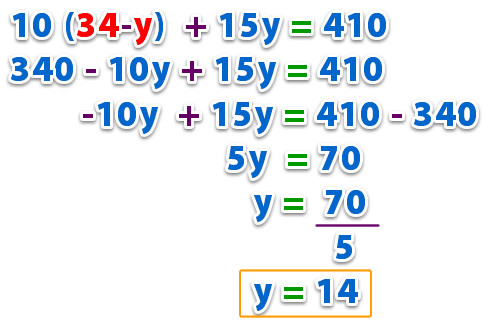 10 (34-y) + 15y = 410
340 - 10y + 15y = 410
-10y + 15y = 410 - 340
5y = 70
y = 70
5
y = 14